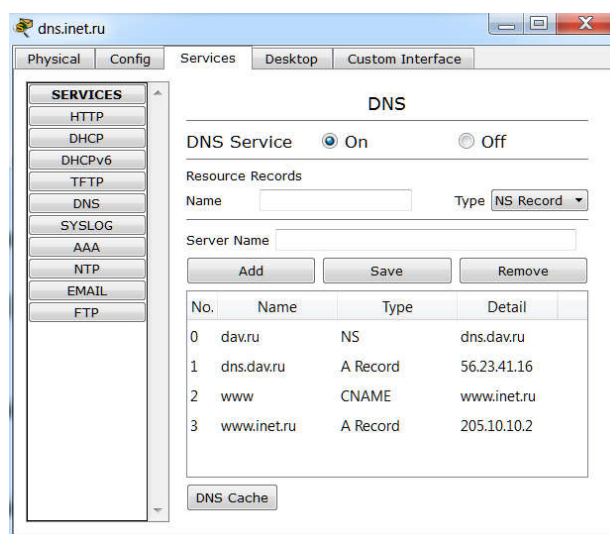 dns.inet.ru
Physical Config Services Desktop Custom Interface
SERVICES
HTTP
DHCP
DHCPv6
TFTP
DNS
SYSLOG
AAA
NTP
EMAIL
FTP
DNS
DNS Service On Off
Resource Records
Name Type NS Record
Server Name
Add Save Remove
No. Name Type Detail
0 dav.ru NS dns.dav.ru
1 dns.dav.ru A Record 56.23.41.16
2 www CNAME www.inet.ru
3 www.inet.ru A Record 205.10.10.2
DNS Cache